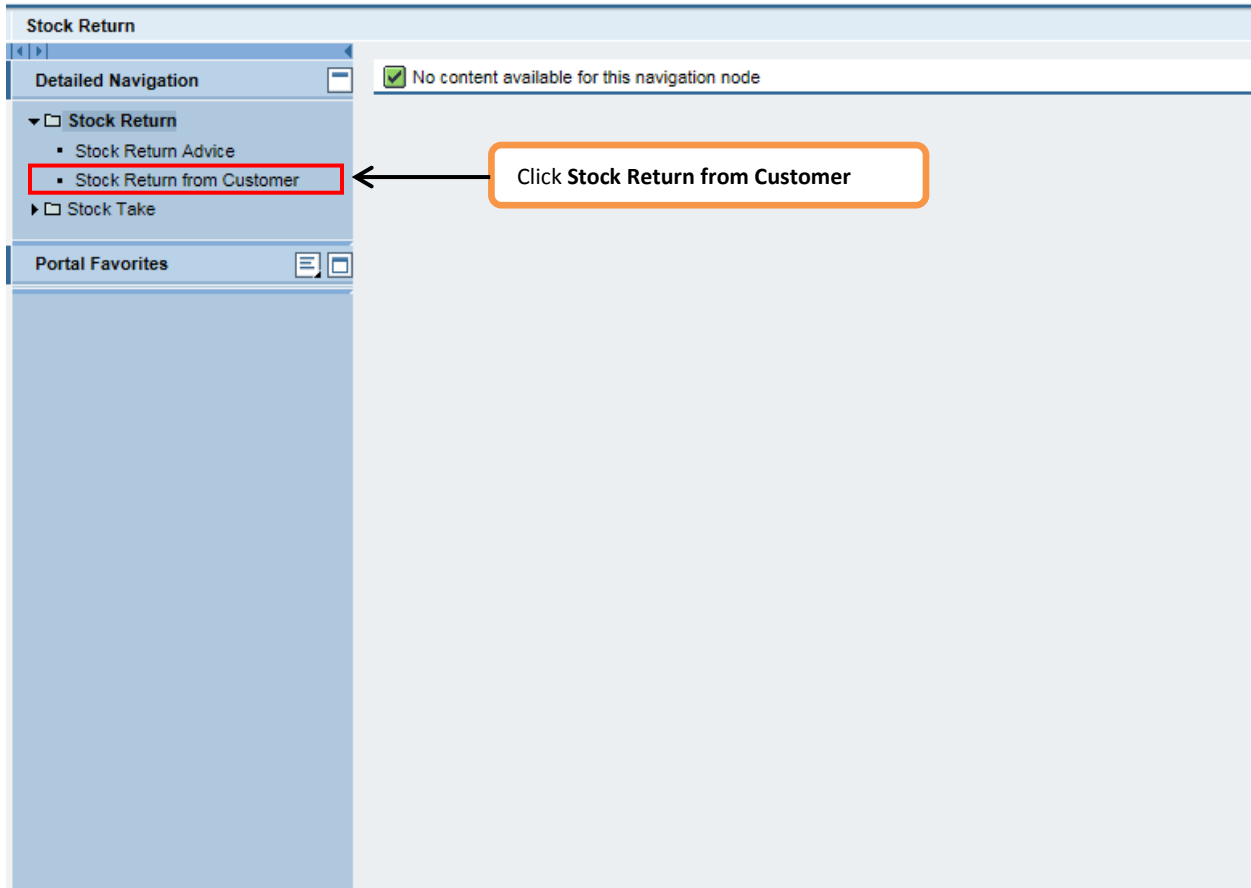 Stock Return
Detailed Navigation
No content available for this navigation node
Stock Return
Stock Return Advice
Stock Return from Customer
Click Stock Return from Customer
Stock Take
Portal Favorites